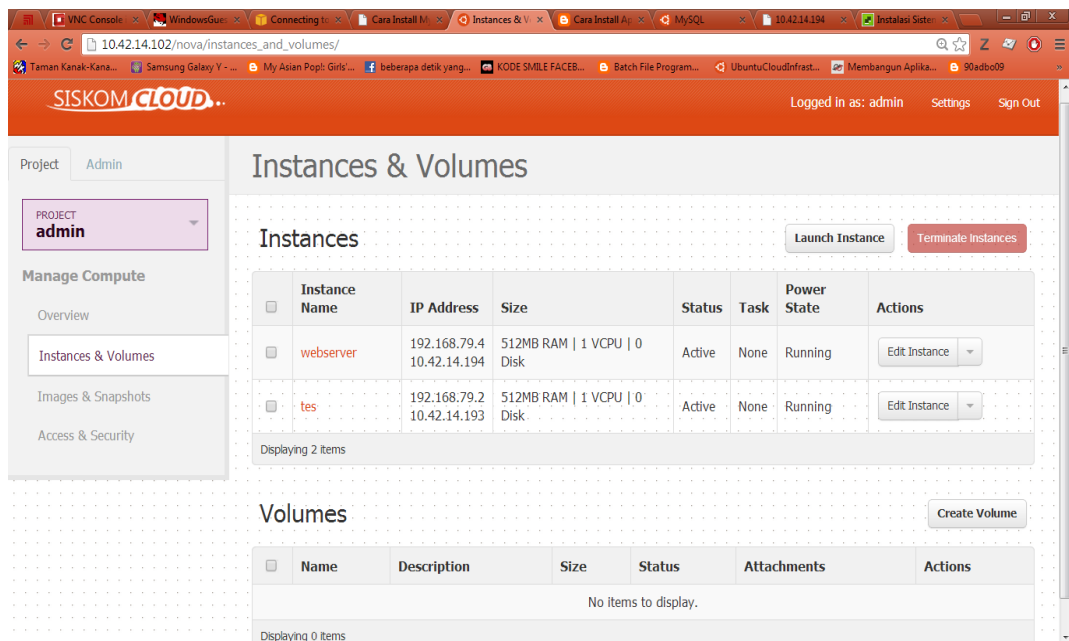 VNC Console
WindowsGues
Connecting to
Cara Install My
Instances & V
Cara Install Ap
MySQL
10.42.14.194
Instalasi Sister
10.42.14.102/nova/instances_and_volumes/
Taman Kanak-Kana...
Samsung Galaxy Y - ...
My Asian Pop!: Girls'...
beberapa detik yang...
KODE SMILE FACEB...
Batch File Program...
UbuntuCloudInfrast...
Membangun Aplika...
90adbo09
»
SISKOM CLOUD..
Logged in as: admin
Settings
Sign Out
Project
Admin
PROJECT
admin
Manage Compute
Overview
Instances & Volumes
Images & Snapshots
Access & Security
Instances & Volumes
Instances
Launch Instance
Terminate Instances
Instance Name IP Address Size Status Task Power State Actions
webserver 192.168.79.4 512MB RAM | 1 VCPU | 0 Active None Running Edit Instance
10.42.14.194 Disk
tes 192.168.79.2 512MB RAM | 1 VCPU | 0 Active None Running Edit Instance
10.42.14.193 Disk
Displaying 2 items
Volumes
Create Volume
Name Description Size Status Attachments Actions
No items to display.
Displaying 0 items